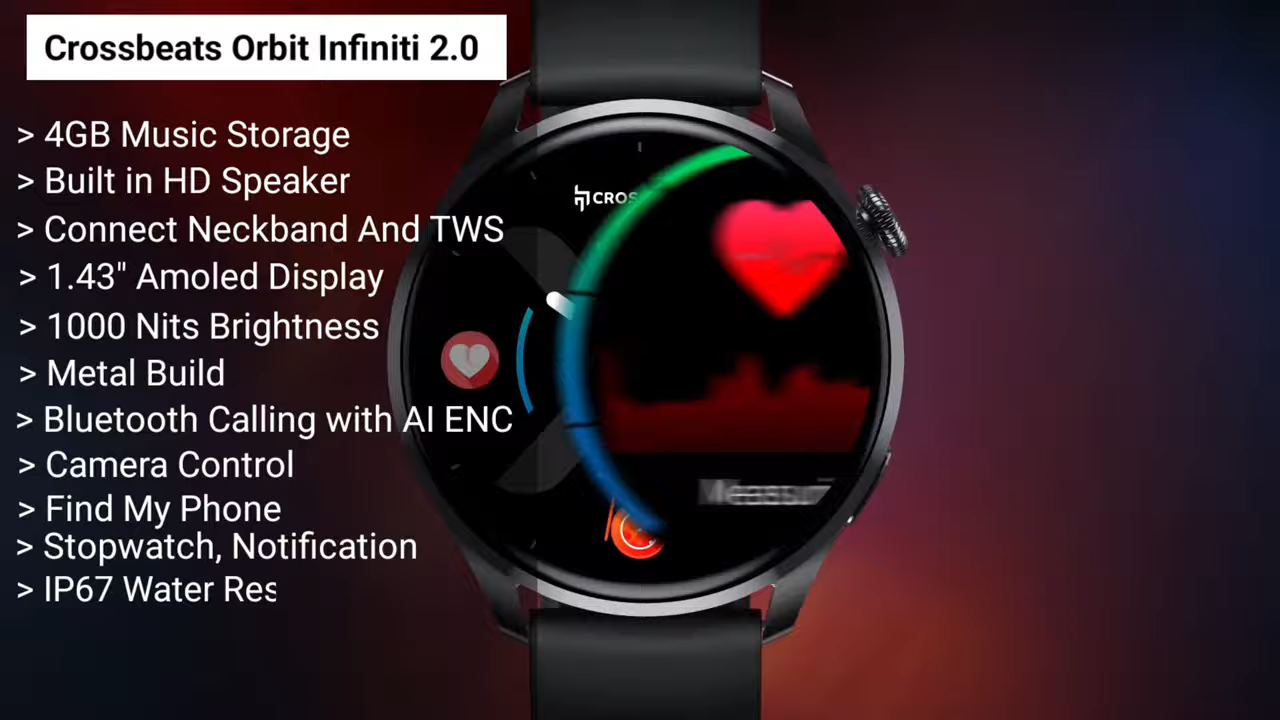 Crossbeats Orbit Infiniti 2.0
> 4GB Music Storage
> Built in HD Speaker
> Connect Neckband And TWS
> 1.43" Amoled Display
> 1000 Nits Brightness
> Metal Build
> Bluetooth Calling with AI ENC
> Camera Control
> Find My Phone
> Stopwatch, Notification
> IP67 Water Res
CROS